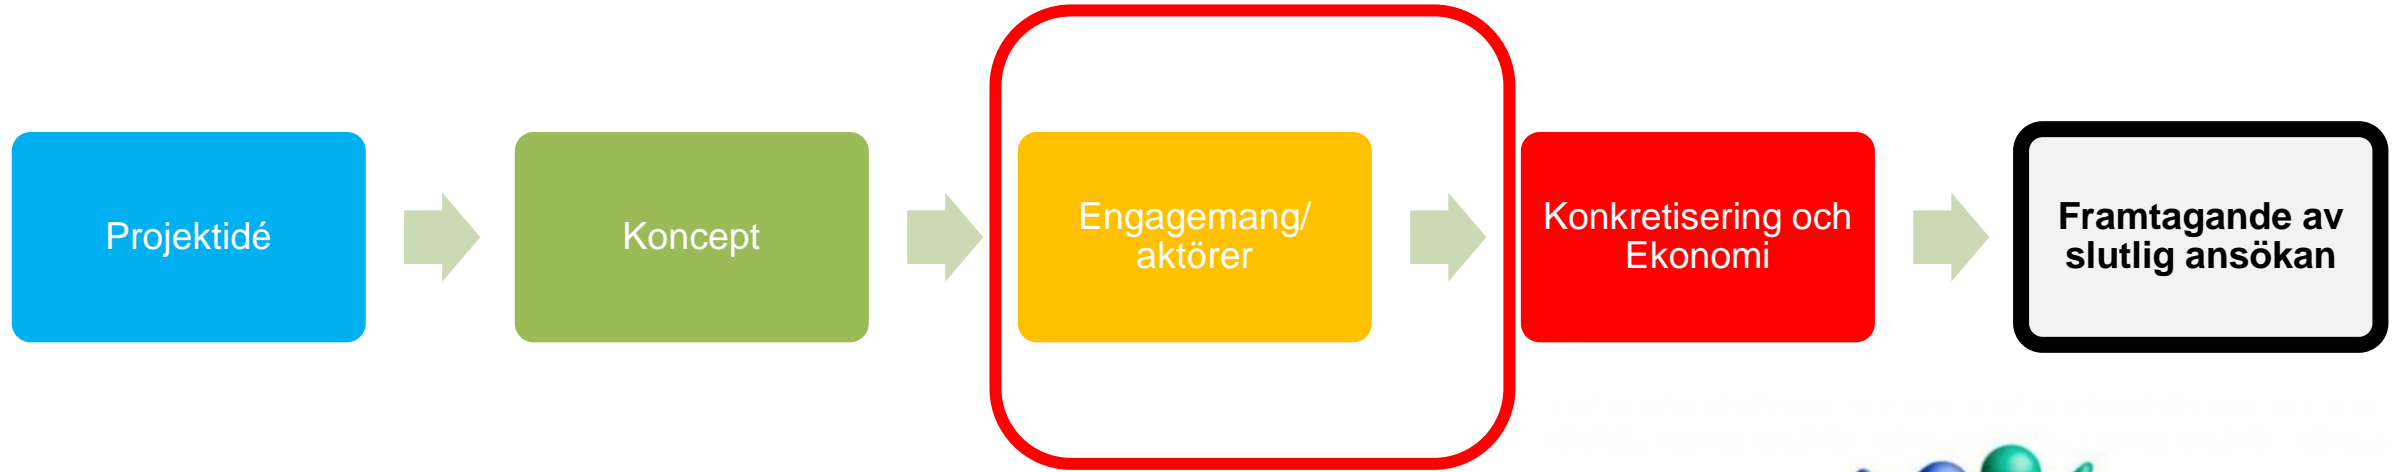 Projektidé
Koncept
Engagemang/
aktörer
Konkretisering och
Ekonomi
Framtagande av
slutlig ansökan